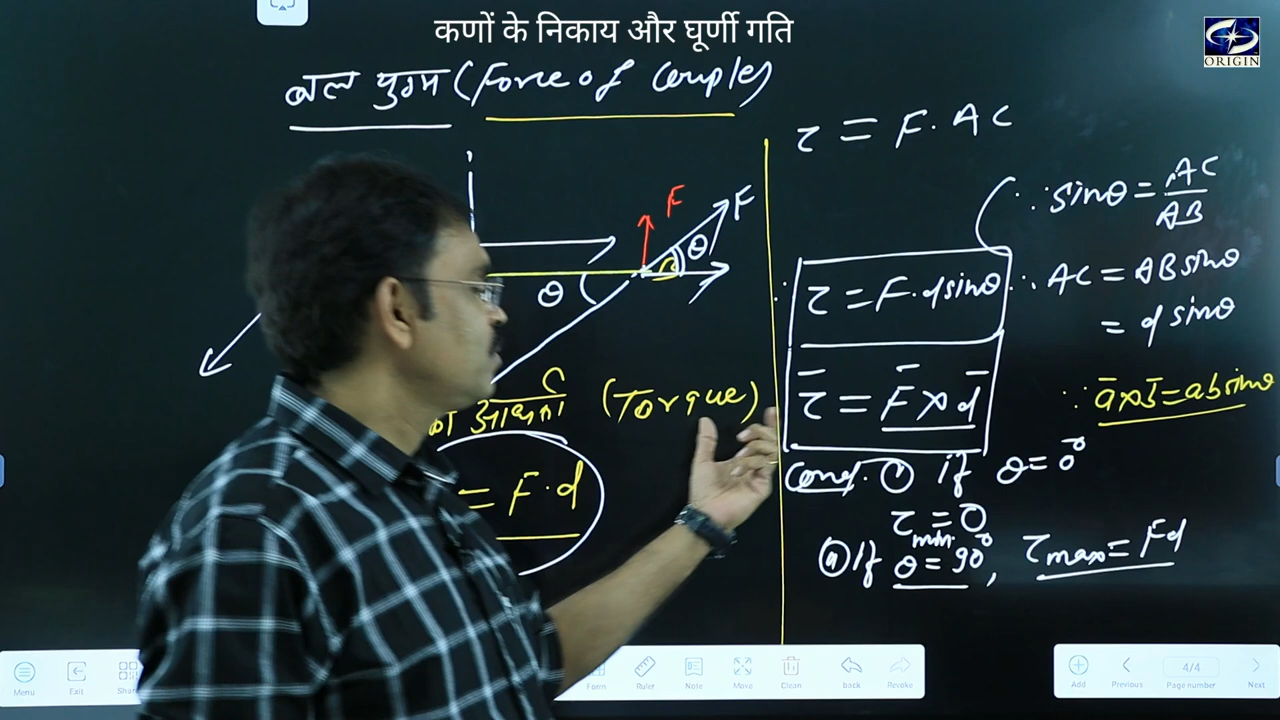 कणों के निकाय और घूर्णी गति
ORIGIN
बल युग्म (Force of Couple)
τ = F. AC
∵ sinθ = AC/AB
F
F
θ
θ
∴ τ = F. d sinθ
∴ AC = AB sinθ
= d sinθ
τ̄ = F̄ × d̄
∵ ā×b̄ = ab sinθ
का आघूर्ण (Torque)
= F.d
Cond. ① if θ = 0°
τmin = 0
if θ = 90°, τmax = Fd
Menu
Exit
Form
Ruler
Note
Move
Clean
back
Revoke
Add
Previous
4/4
Page number
Next